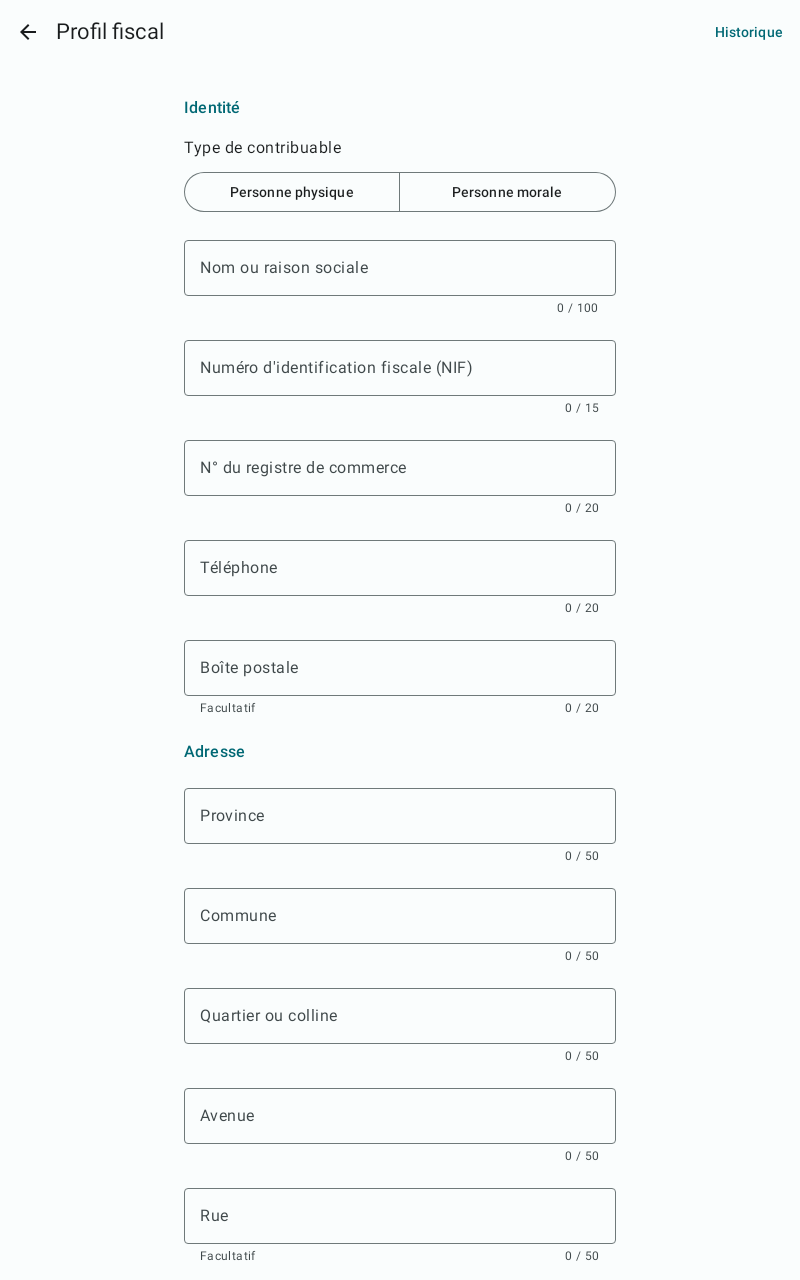 Profil fiscal
Historique
Identité
Type de contribuable
Personne physique
Personne morale
Nom ou raison sociale
0 / 100
Numéro d'identification fiscale (NIF)
0 / 15
N° du registre de commerce
0 / 20
Téléphone
0 / 20
Boîte postale
Facultatif
0 / 20
Adresse
Province
0 / 50
Commune
0 / 50
Quartier ou colline
0 / 50
Avenue
0 / 50
Rue
Facultatif
0 / 50